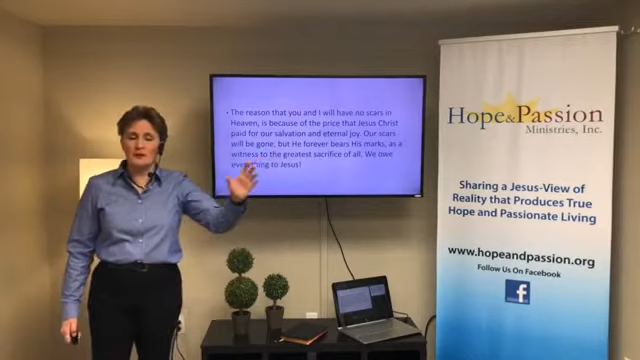 • The reason that you and I will have no scars in
Heaven, is because of the price that Jesus Christ
paid for our salvation and eternal joy. Our scars
will be gone, but He forever bears His marks, as a
witness to the greatest sacrifice of all. We owe
everything to Jesus!
Hope&Passion
Ministries, Inc.
Sharing a Jesus-View of
Reality that Produces True
Hope and Passionate Living
www.hopeandpassion.org
Follow Us On Facebook
f